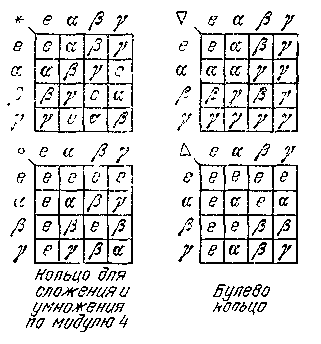 * e α β γ
e e α β γ
α α β γ e
β β γ e α
γ γ e α β
∇ e α β γ
e e α β γ
α α α γ γ
β β γ β γ
γ γ γ γ γ
∘ e α β γ
e e e e e
α e α β γ
β e β e β
γ e γ β α
Кольцо для
сложения и
умножения
по модулю 4
Δ e α β γ
e e e e e
α e α e α
β e e β β
γ e α β γ
Булево
кольцо